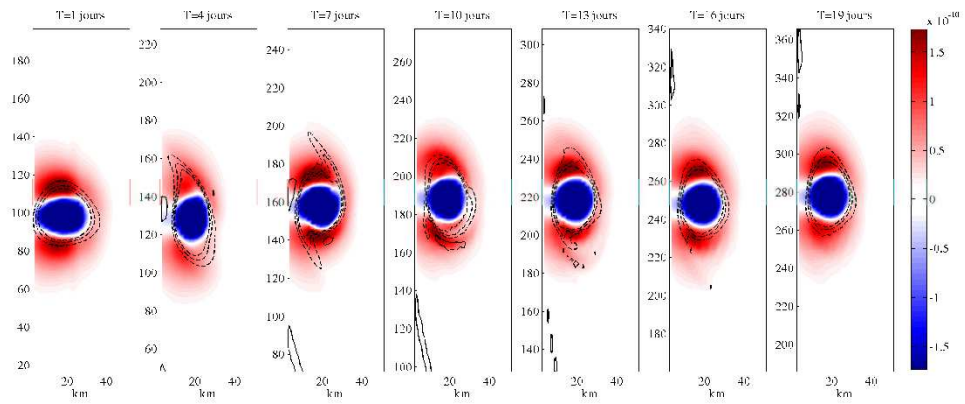 T=1 jours T=4 jours T=7 jours T=10 jours T=13 jours T=16 jours T=19 jours
x 10⁻¹⁰
180 160 140 120 100 80 60 40 20
220 200 180 160 140 120 100 80 60
240 220 200 180 160 140 120 100 80
260 240 220 200 180 160 140 120 100
300 280 260 240 220 200 180 160 140
340 320 300 280 260 240 220 200 180
360 340 320 300 280 260 240 220 200
1.5 1 0.5 0 -0.5 -1 -1.5
20 40 20 40 20 40 20 40 20 40 20 40 20 40
km km km km km km km